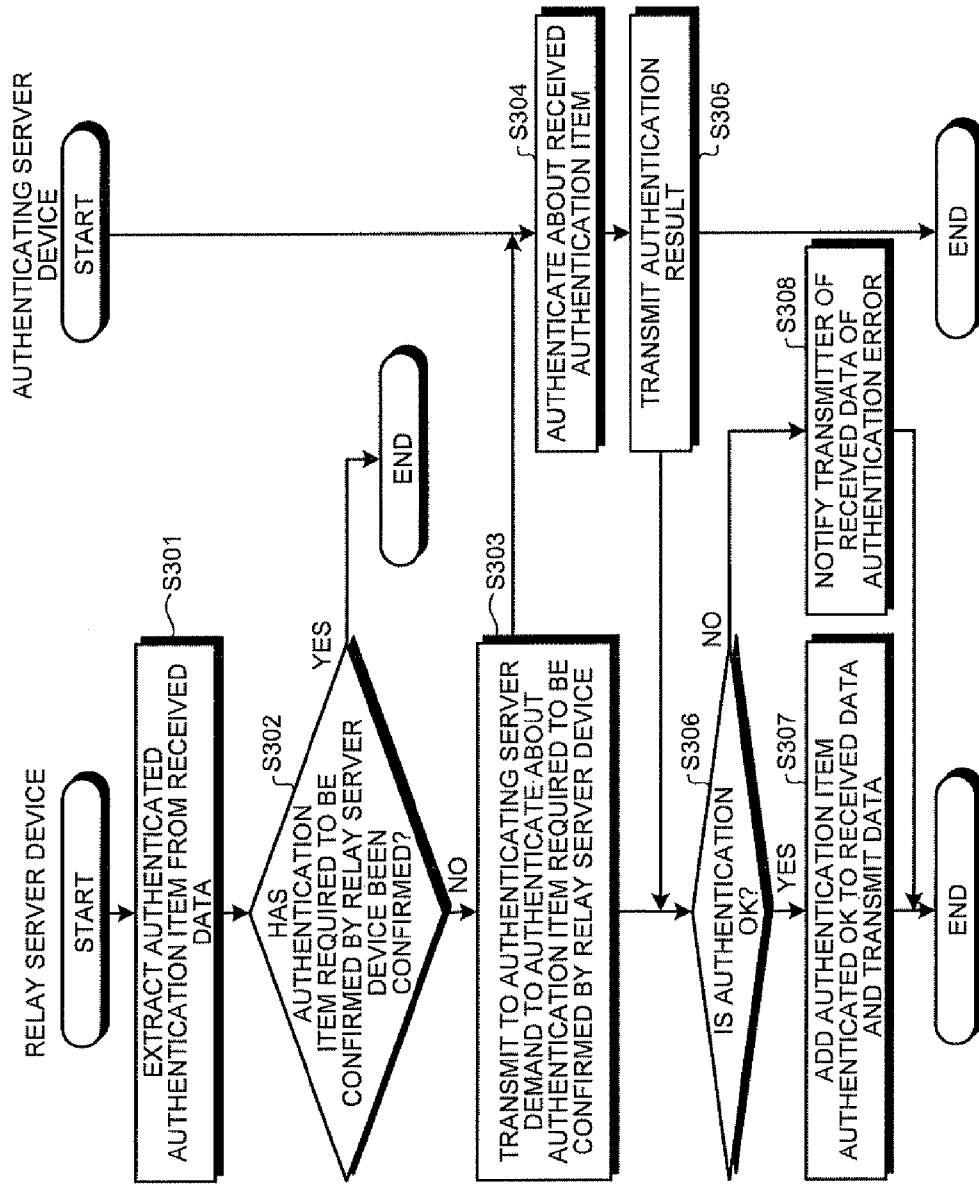 RELAY SERVER DEVICE
START
EXTRACT AUTHENTICATED
AUTHENTICATION ITEM FROM RECEIVED
DATA
S301
HAS
AUTHENTICATION
ITEM REQUIRED TO BE
CONFIRMED BY RELAY SERVER
DEVICE BEEN
CONFIRMED?
S302
YES
END
NO
TRANSMIT TO AUTHENTICATING SERVER
DEMAND TO AUTHENTICATE ABOUT
AUTHENTICATION ITEM REQUIRED TO BE
CONFIRMED BY RELAY SERVER DEVICE
S303
AUTHENTICATING SERVER
DEVICE
START
AUTHENTICATE ABOUT RECEIVED
AUTHENTICATION ITEM
S304
TRANSMIT AUTHENTICATION
RESULT
S305
END
IS AUTHENTICATION
OK?
S306
NO
YES
ADD AUTHENTICATION ITEM
AUTHENTICATED OK TO RECEIVED DATA
AND TRANSMIT DATA
S307
NOTIFY TRANSMITTER OF
RECEIVED DATA OF
AUTHENTICATION ERROR
S308
END